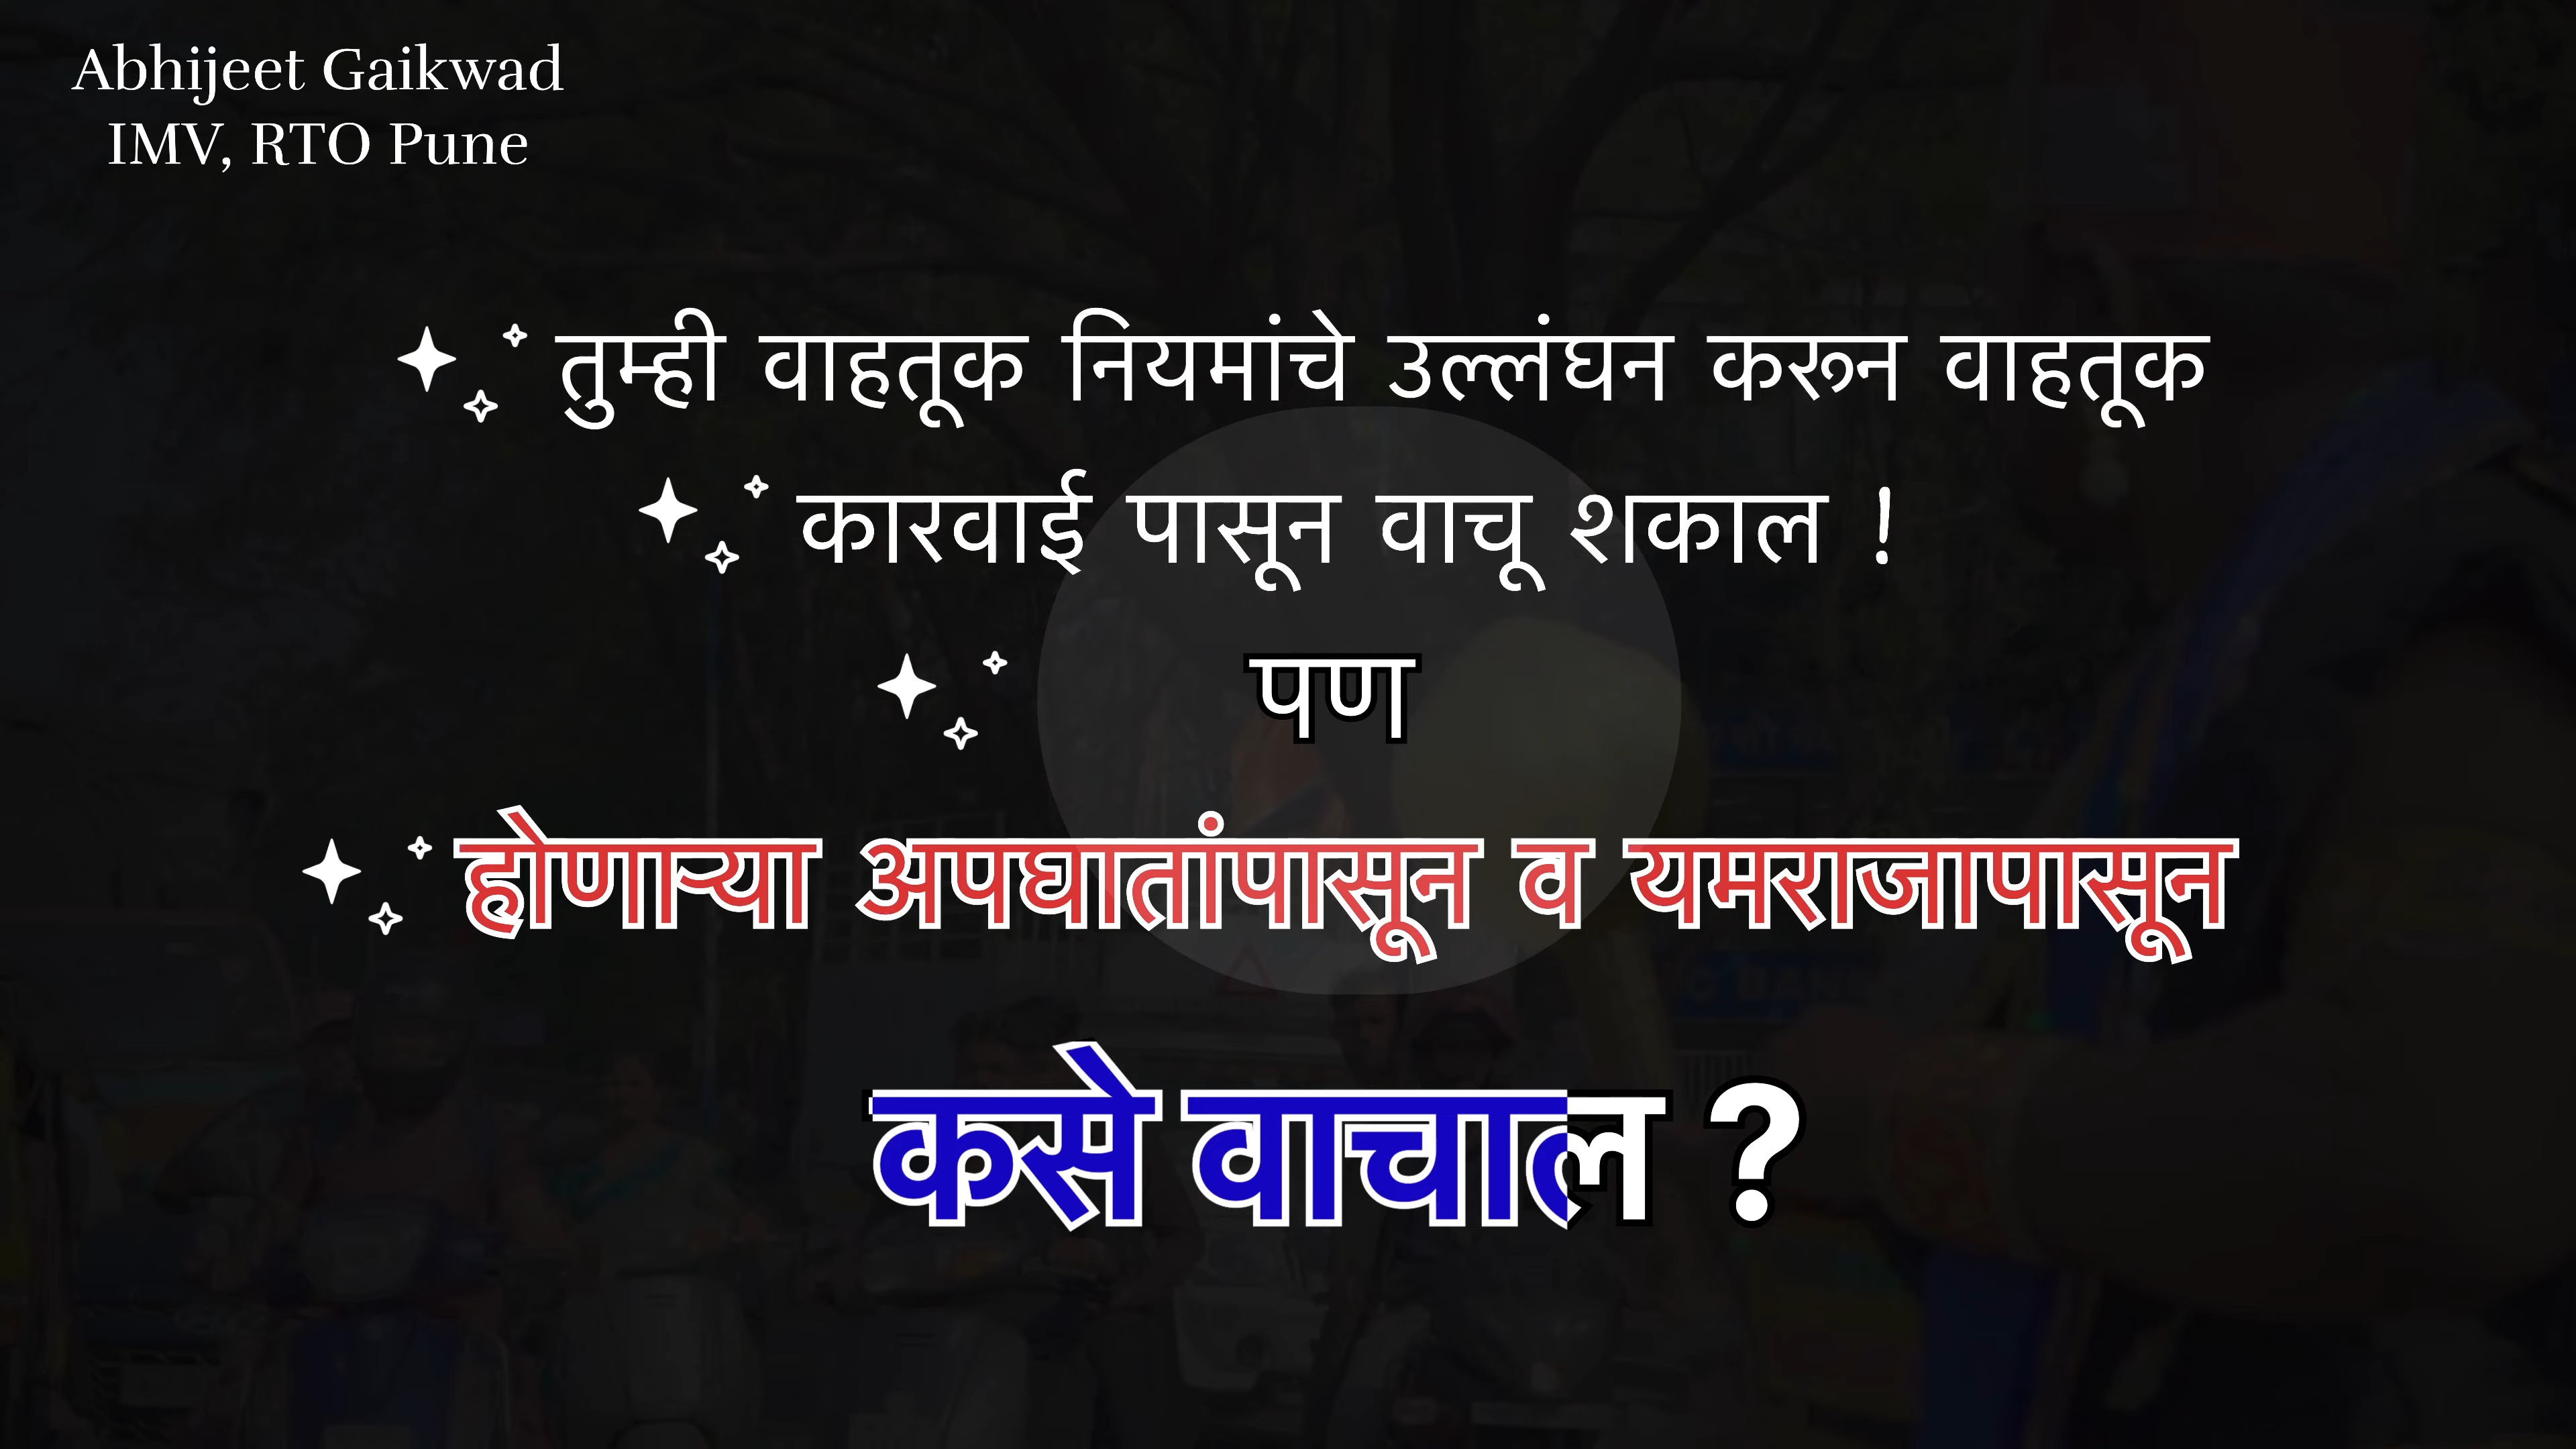 Abhijeet Gaikwad
IMV, RTO Pune
तुम्ही वाहतूक नियमांचे उल्लंघन करून वाहतूक
कारवाई पासून वाचू शकाल !
पण
होणाऱ्या अपघातांपासून व यमराजापासून
कसे वाचाल ?